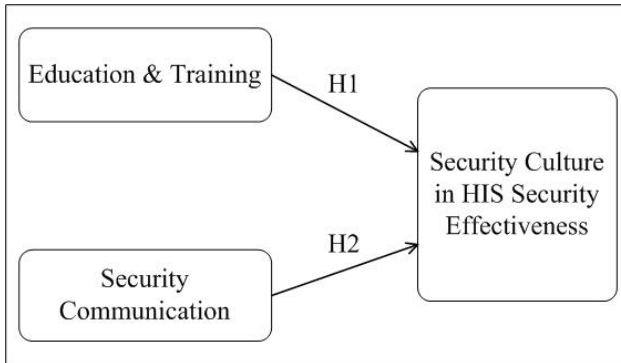 Education & Training
H1
Security Culture
in HIS Security
Effectiveness
H2
Security
Communication